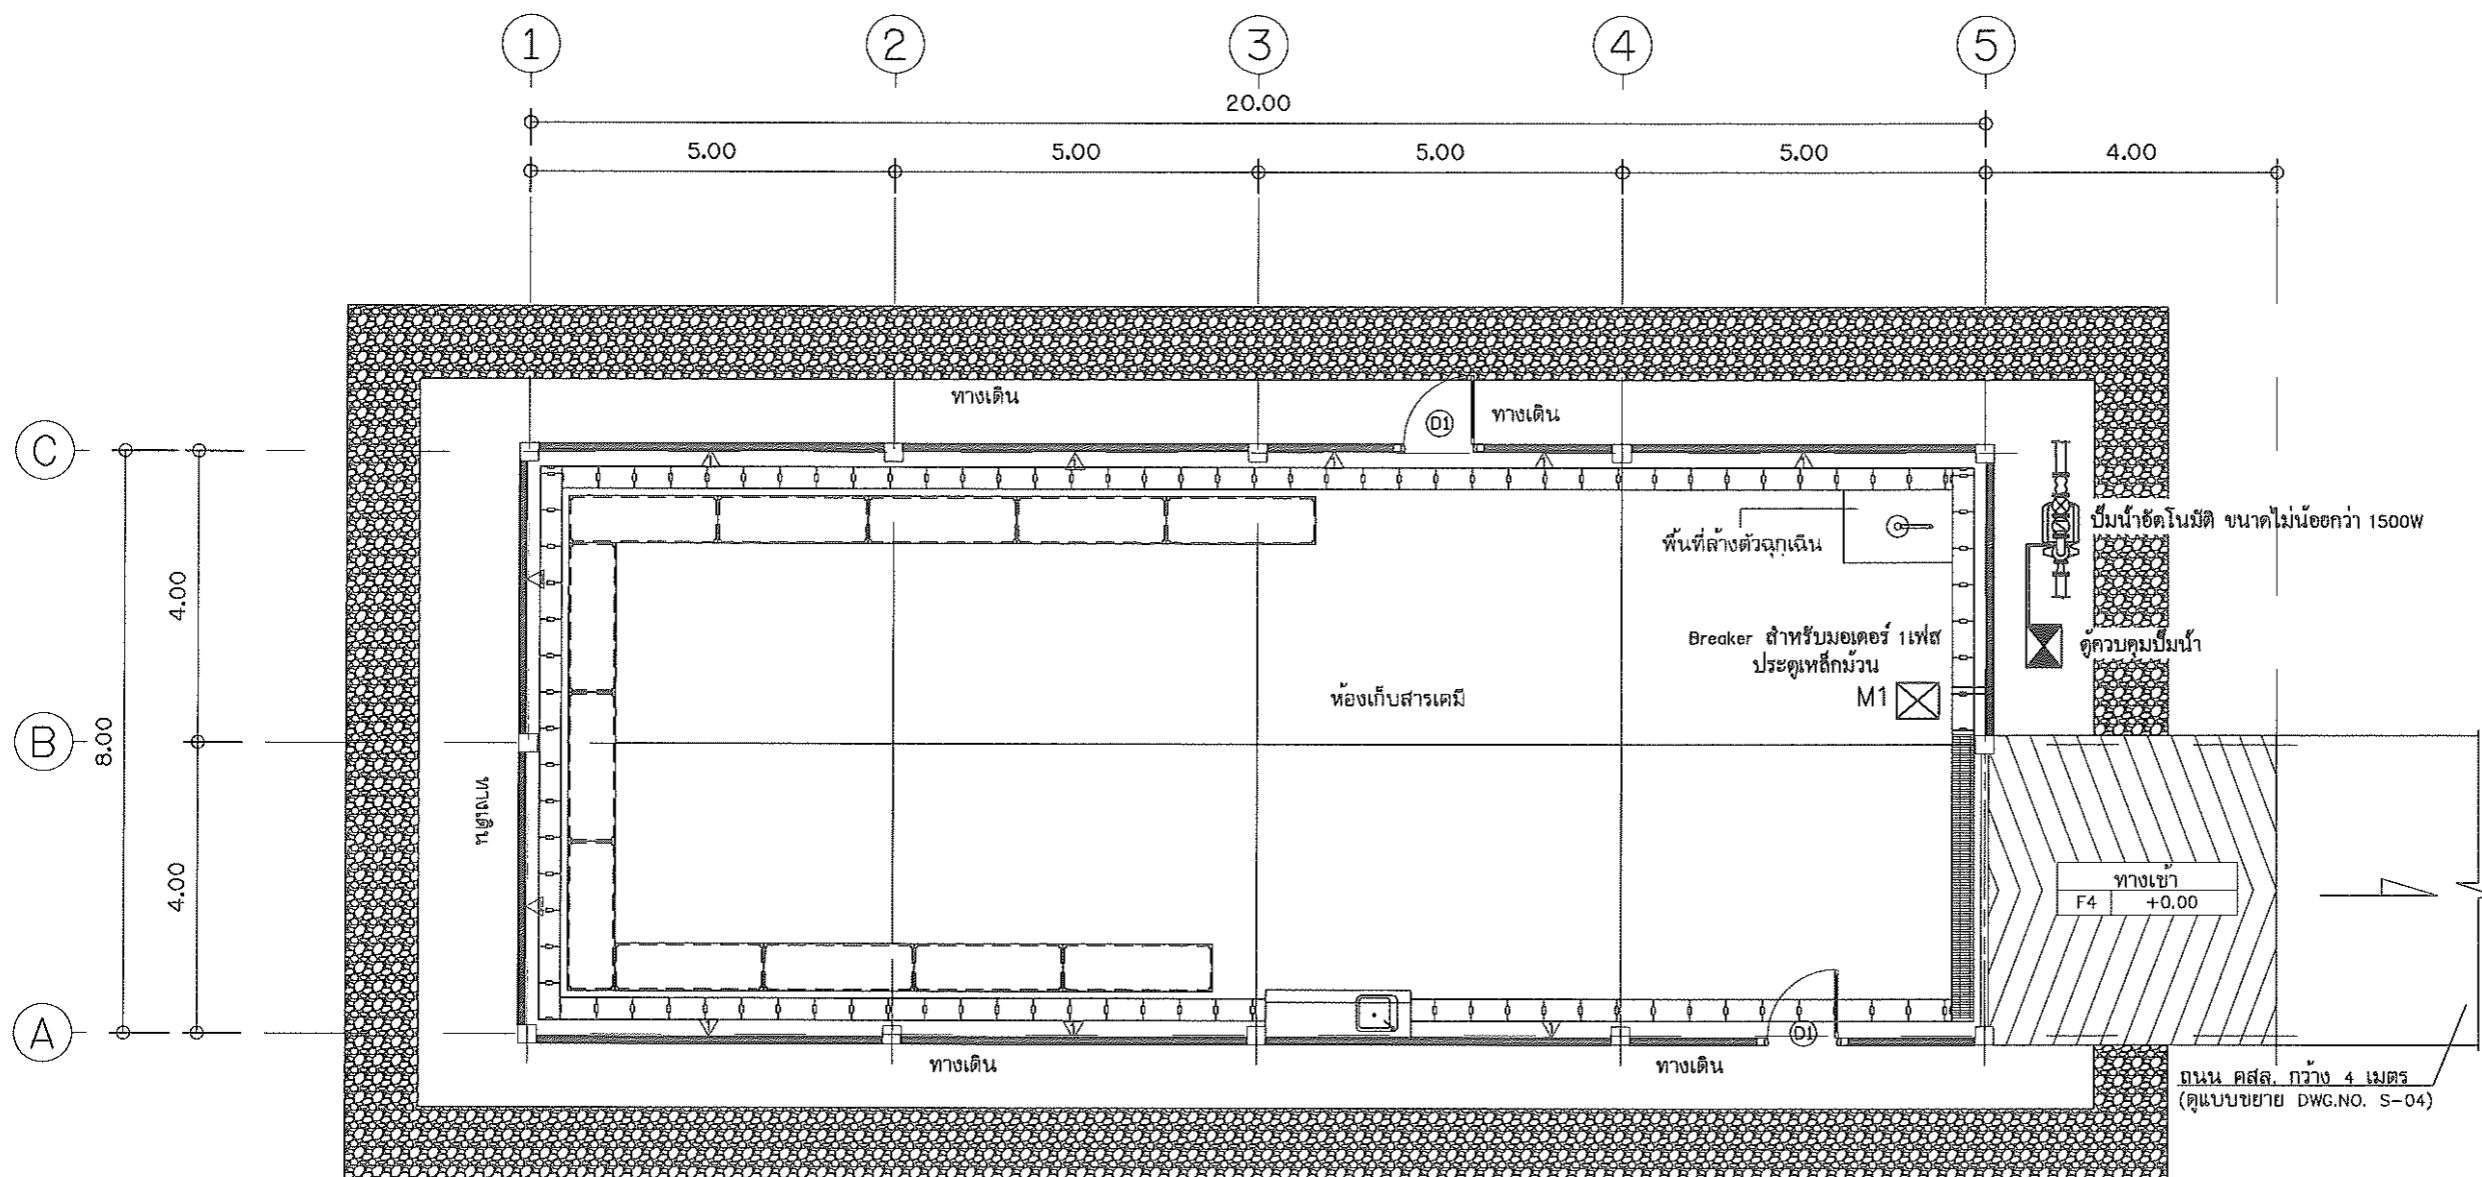 1 2 3 4 5
20.00
5.00 5.00 5.00 5.00 4.00
ทางเดิน
D1
ทางเดิน
C
ปั๊มน้ำอัตโนมัติ ขนาดไม่น้อยกว่า 1500W
พื้นที่ล้างตัวฉุกเฉิน
4.00
Breaker สำหรับมอเตอร์ 1เฟส
ประตูเหล็กม้วน
ตู้ควบคุมปั๊มน้ำ
ห้องเก็บสารเคมี
M1
B
8.00
ทางเดิน
4.00
ทางเข้า
F4 +0.00
A
D1
ทางเดิน
ทางเดิน
ถนน คสล. กว้าง 4 เมตร
(ดูแบบขยาย DWG.NO. S-04)